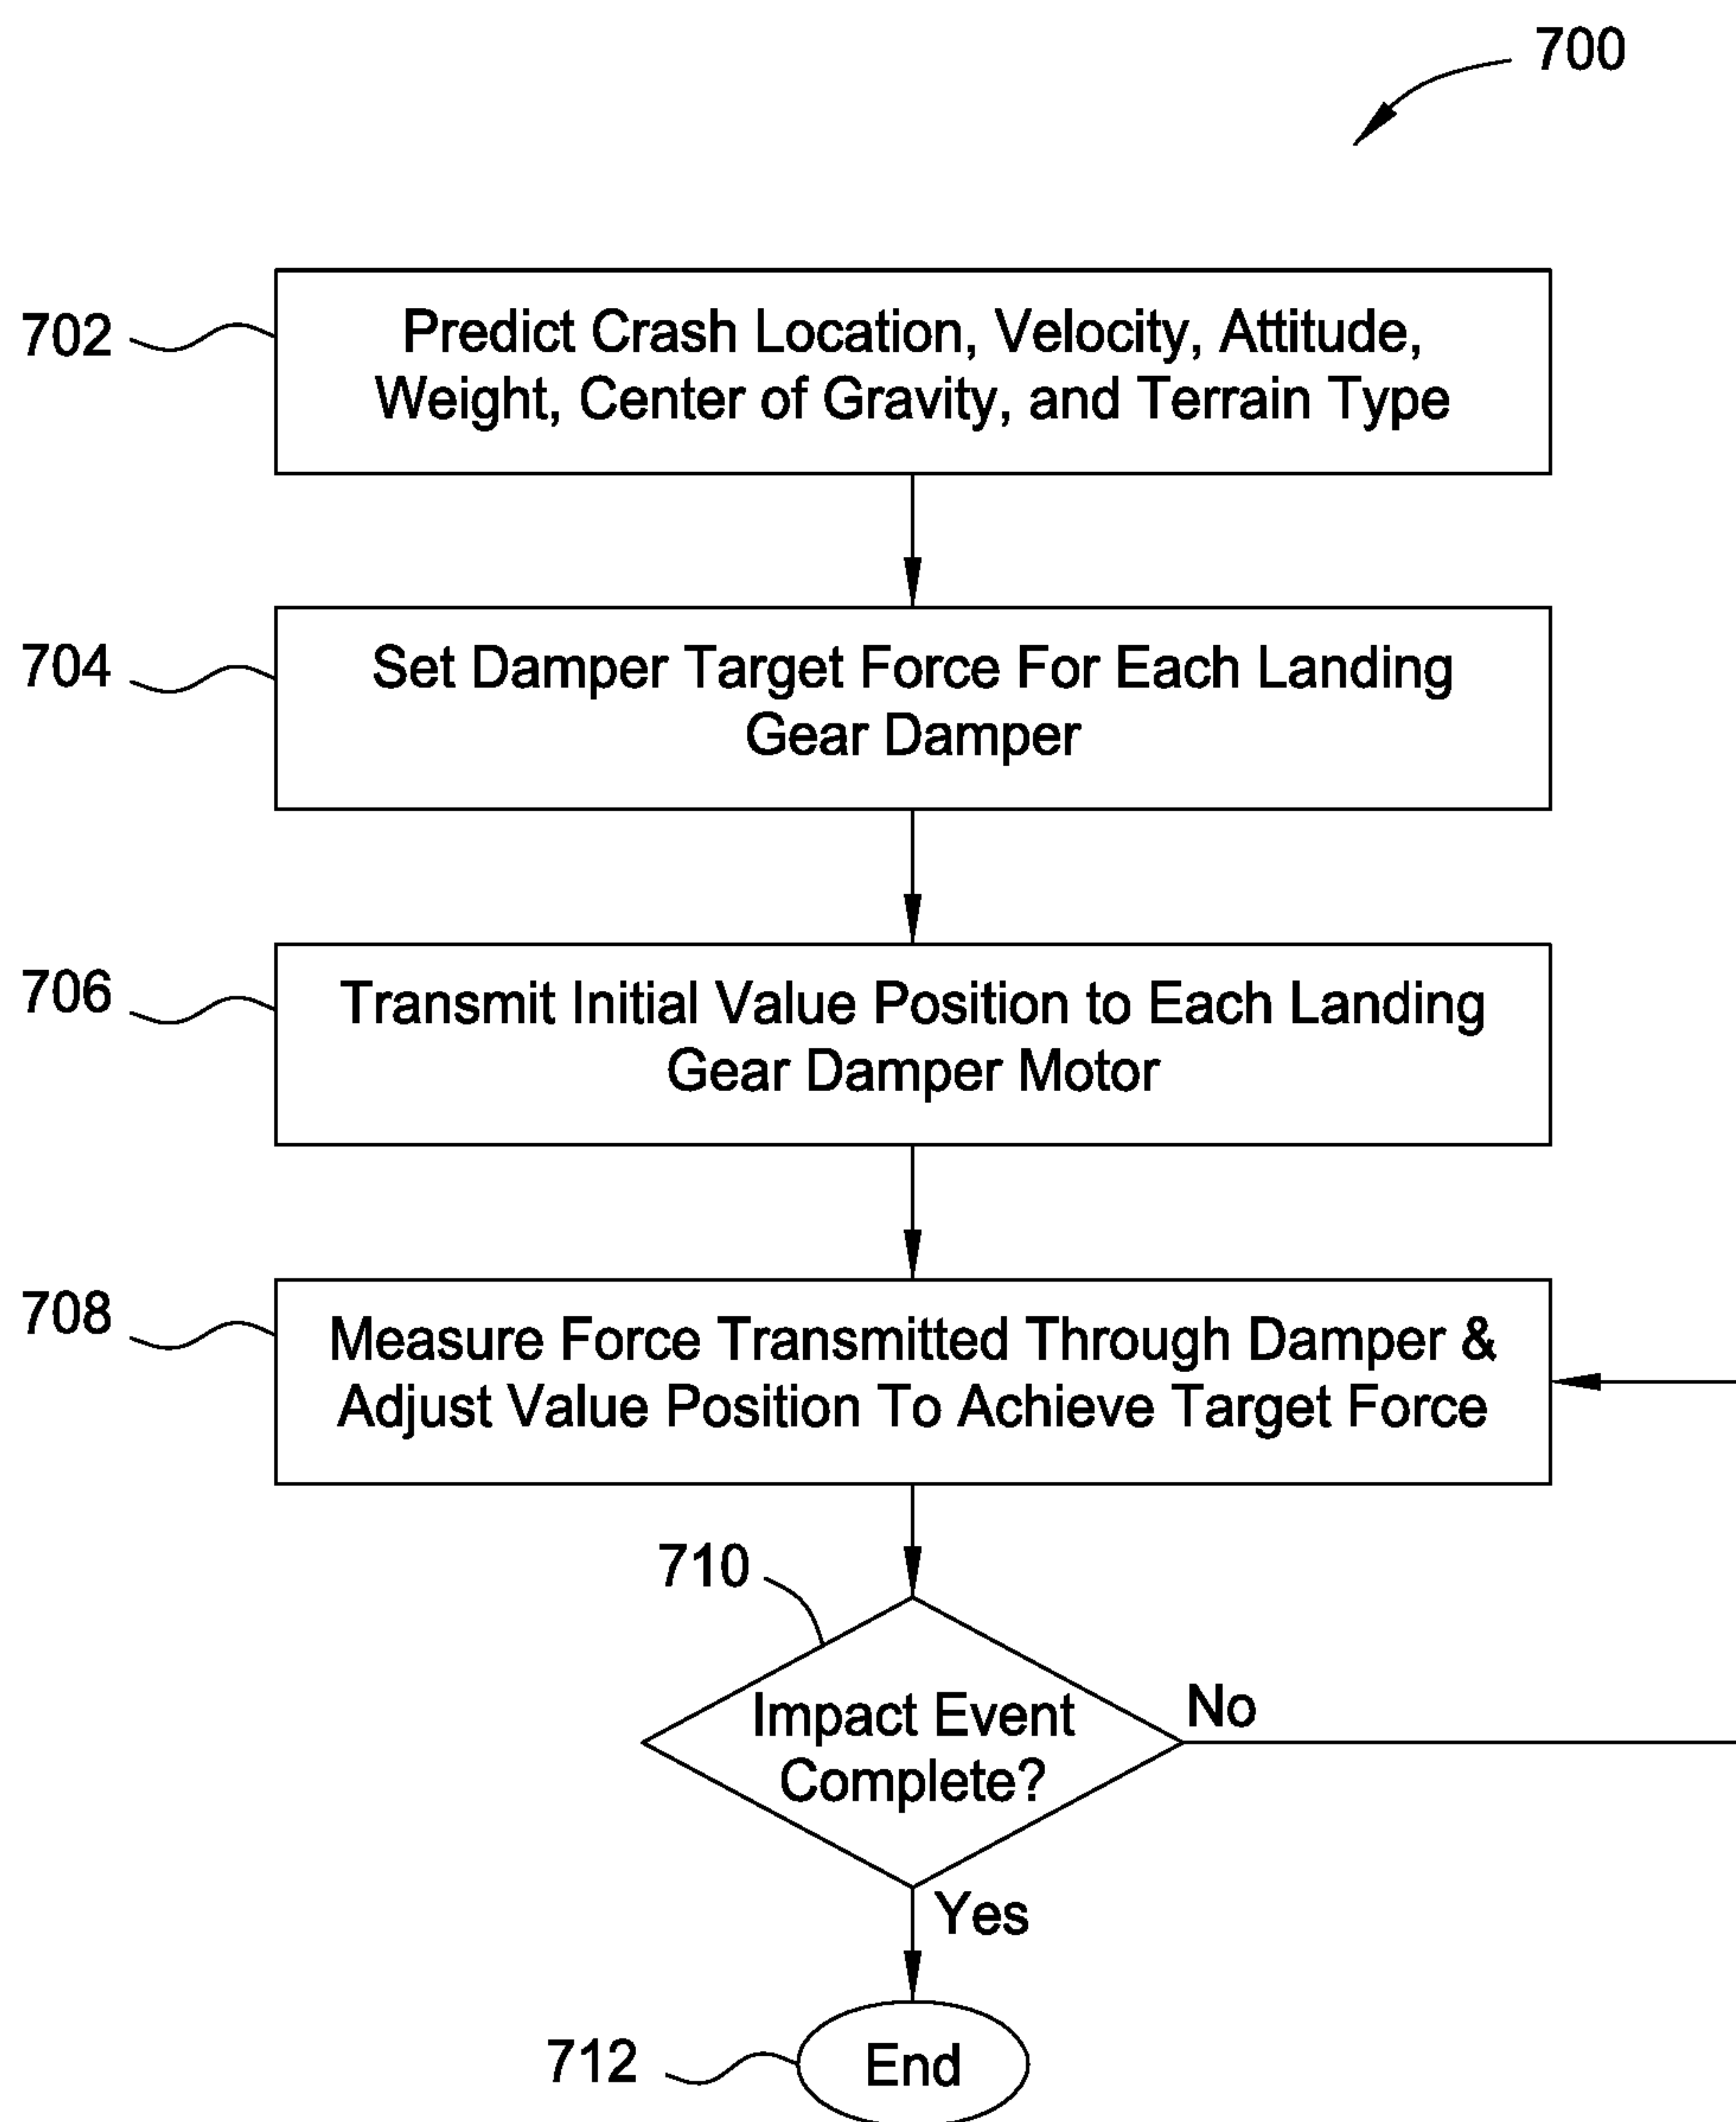 700
702
Predict Crash Location, Velocity, Attitude,
Weight, Center of Gravity, and Terrain Type
704
Set Damper Target Force For Each Landing
Gear Damper
706
Transmit Initial Value Position to Each Landing
Gear Damper Motor
708
Measure Force Transmitted Through Damper &
Adjust Value Position To Achieve Target Force
710
Impact Event
Complete?
No
Yes
712
End